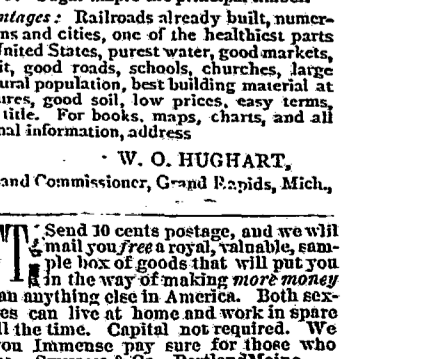 ntages: Railroads already built, numer-
ns and cities, one of the healthiest parts
nited States, purest water, good markets,
it, good roads, schools, churches, large
ural population, best building material at
ures, good soil, low prices, easy terms,
title. For books, maps, charts, and all
nal information, address
W. O. HUGHART,
and Commissioner, Grand Rapids, Mich.,
Send 10 cents postage, and we wlil
mail you free a royal, valuable, sam-
ple box of goods that will put you
in the way of making more money
an anything else in America. Both sex-
es can live at home and work in spare
ll the time. Capital not required. We
ou Immense pay sure for those who